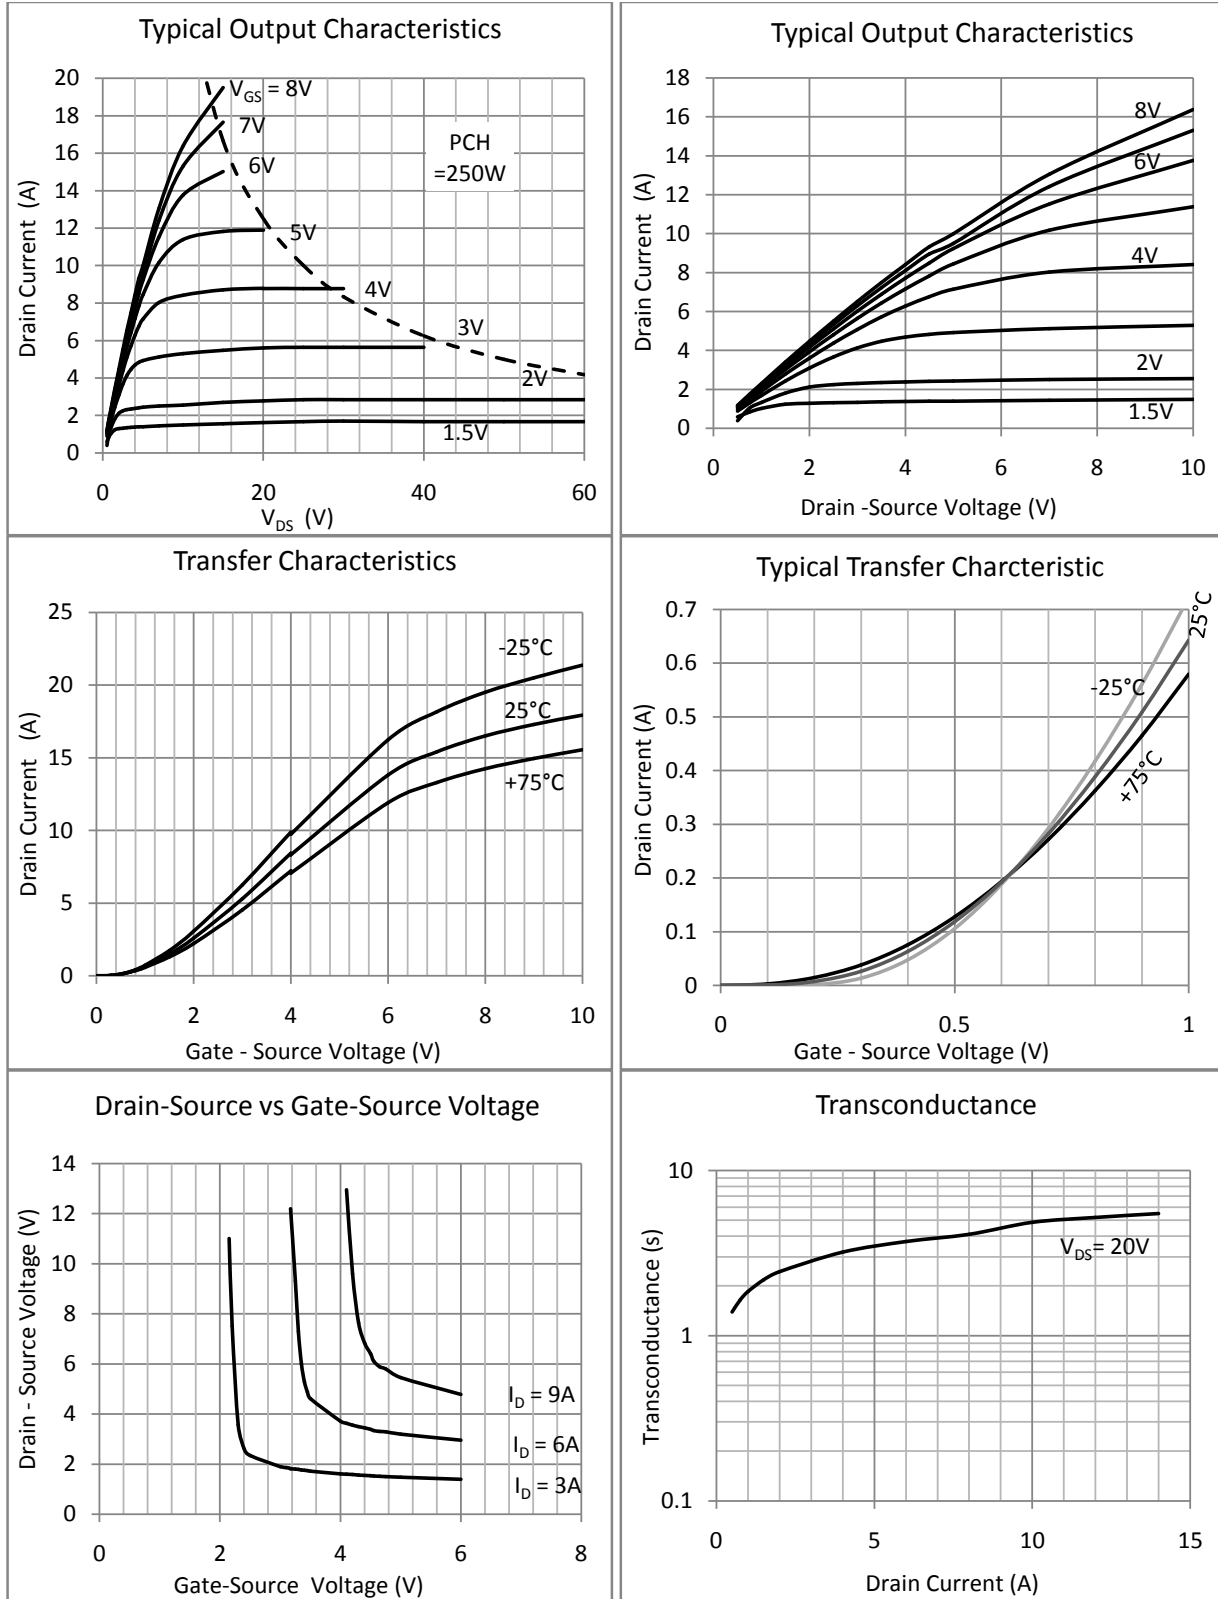 Typical Output Characteristics
20
18
16
14
12
10
8
6
4
2
0
Drain Current (A)
VGS = 8V
7V
6V
5V
4V
3V
2V
1.5V
PCH
=250W
0
20
40
60
VDS (V)
Typical Output Characteristics
18
16
14
12
10
8
6
4
2
0
Drain Current (A)
8V
6V
4V
2V
1.5V
0
2
4
6
8
10
Drain -Source Voltage (V)
Transfer Characteristics
25
20
15
10
5
0
Drain Current (A)
-25°C
25°C
+75°C
0
2
4
6
8
10
Gate - Source Voltage (V)
Typical Transfer Charcteristic
0.7
0.6
0.5
0.4
0.3
0.2
0.1
0
Drain Current (A)
25°C
-25°C
+75°C
0
0.5
1
Gate - Source Voltage (V)
Drain-Source vs Gate-Source Voltage
14
12
10
8
6
4
2
0
Drain - Source Voltage (V)
ID = 9A
ID = 6A
ID = 3A
0
2
4
6
8
Gate-Source Voltage (V)
Transconductance
10
1
0.1
Transconductance (s)
VDS= 20V
0
5
10
15
Drain Current (A)